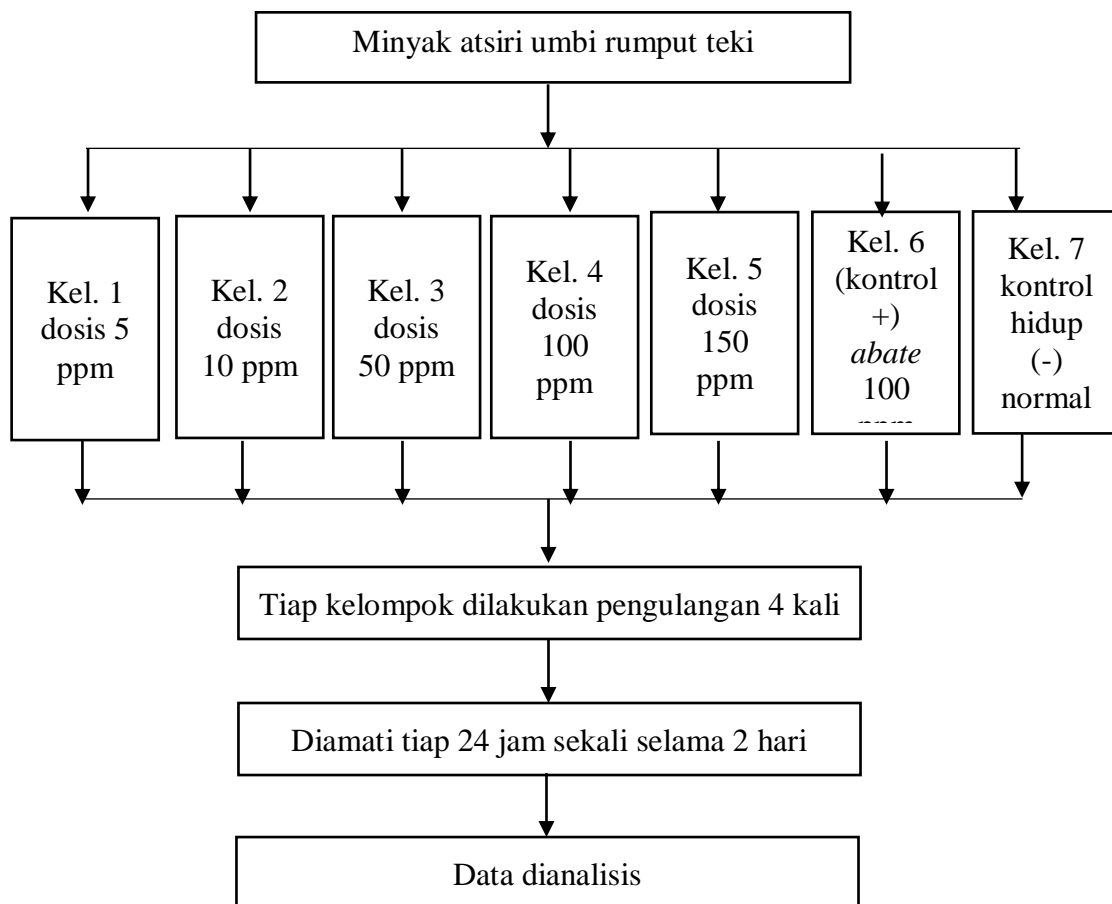 Minyak atsiri umbi rumput teki
Kel. 1
dosis 5
ppm
Kel. 2
dosis
10 ppm
Kel. 3
dosis
50 ppm
Kel. 4
dosis
100
ppm
Kel. 5
dosis
150
ppm
Kel. 6
(kontrol
+)
abate
100
Kel. 7
kontrol
hidup
(-)
normal
Tiap kelompok dilakukan pengulangan 4 kali
Diamati tiap 24 jam sekali selama 2 hari
Data dianalisis